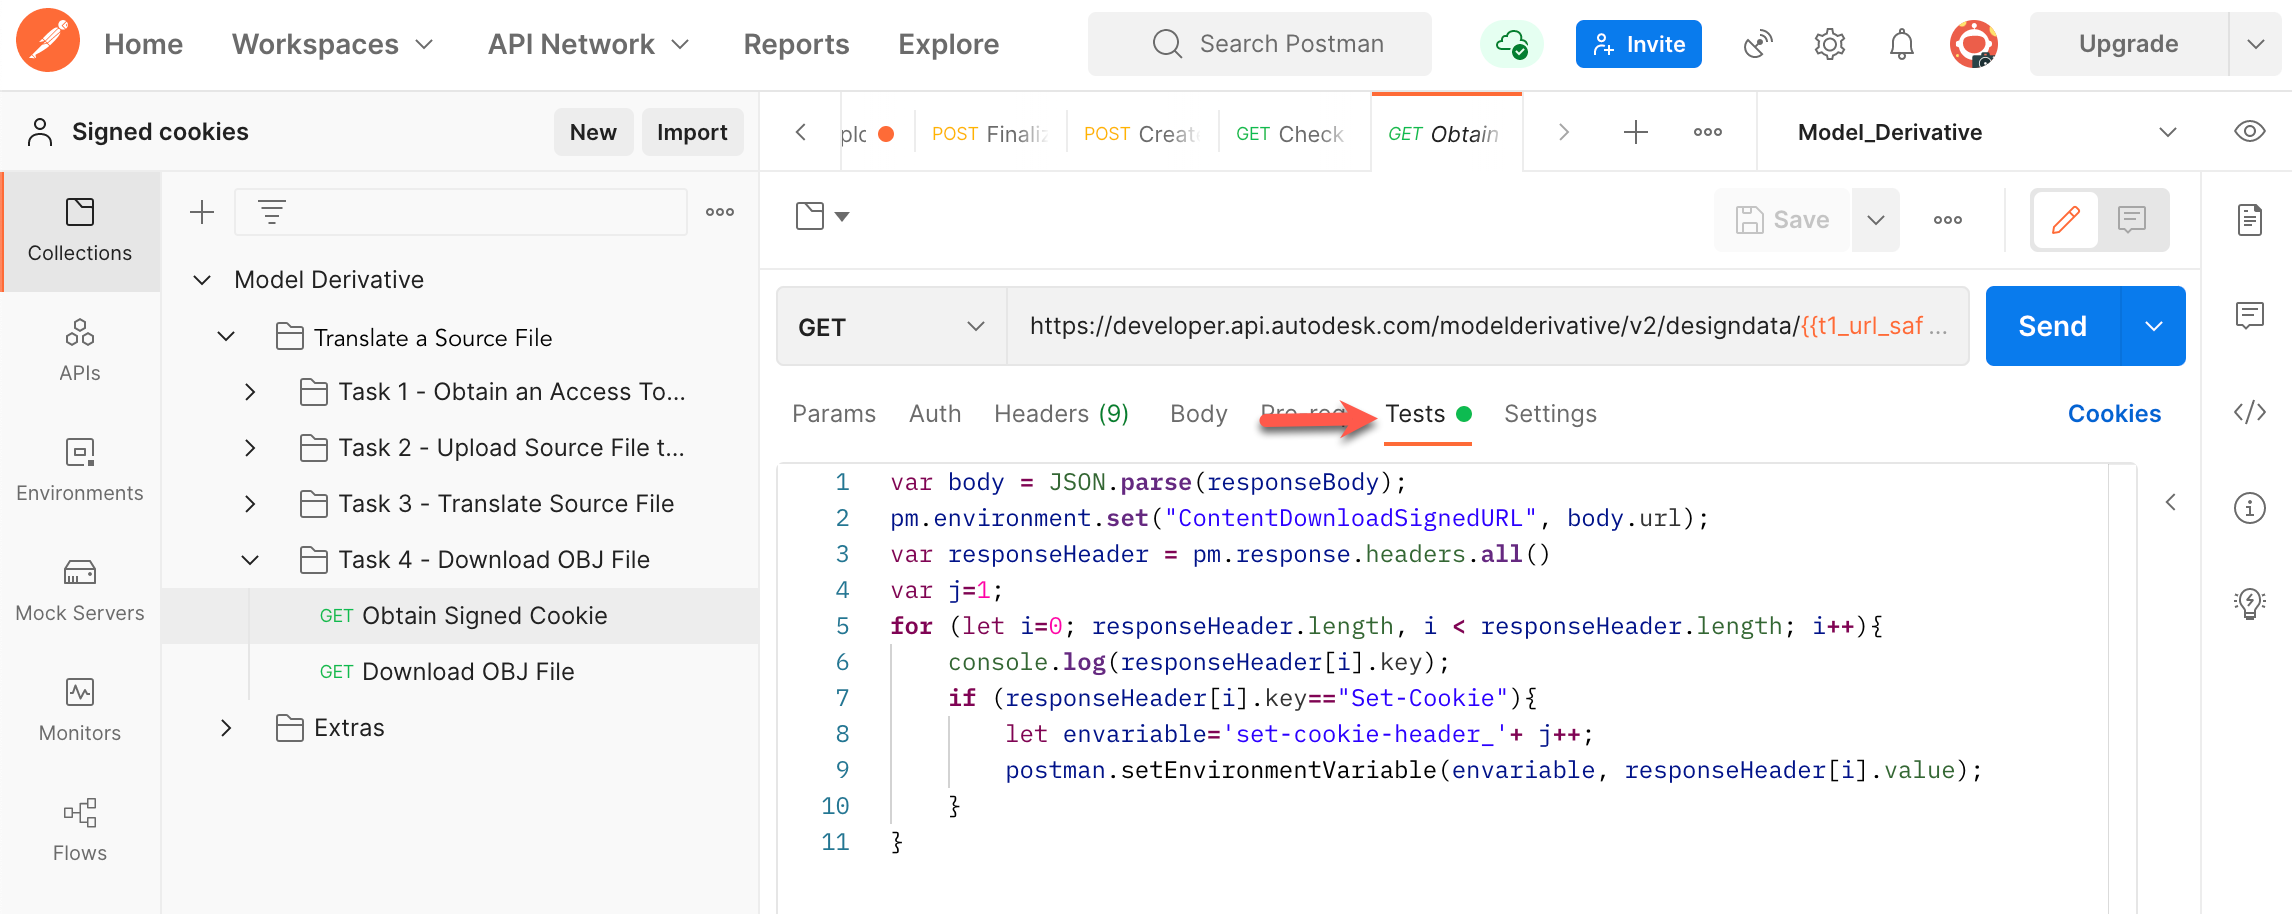 Home Workspaces API Network Reports Explore Search Postman Invite Upgrade
Signed cookies New Import
plo POST Finaliz POST Create GET Check GET Obtain Model_Derivative
Collections
APIs
Environments
Mock Servers
Monitors
Flows
Model Derivative
Translate a Source File
Task 1 - Obtain an Access To...
Task 2 - Upload Source File t...
Task 3 - Translate Source File
Task 4 - Download OBJ File
GET Obtain Signed Cookie
GET Download OBJ File
Extras
Save
GET https://developer.api.autodesk.com/modelderivative/v2/designdata/{{t1_url_saf ... Send
Params Auth Headers (9) Body Pre-req Tests Settings Cookies
1 var body = JSON.parse(responseBody);
2 pm.environment.set("ContentDownloadSignedURL", body.url);
3 var responseHeader = pm.response.headers.all()
4 var j=1;
5 for (let i=0; responseHeader.length, i < responseHeader.length; i++){
6 console.log(responseHeader[i].key);
7 if (responseHeader[i].key=="Set-Cookie"){
8 let envariable='set-cookie-header_'+ j++;
9 postman.setEnvironmentVariable(envariable, responseHeader[i].value);
10 }
11 }